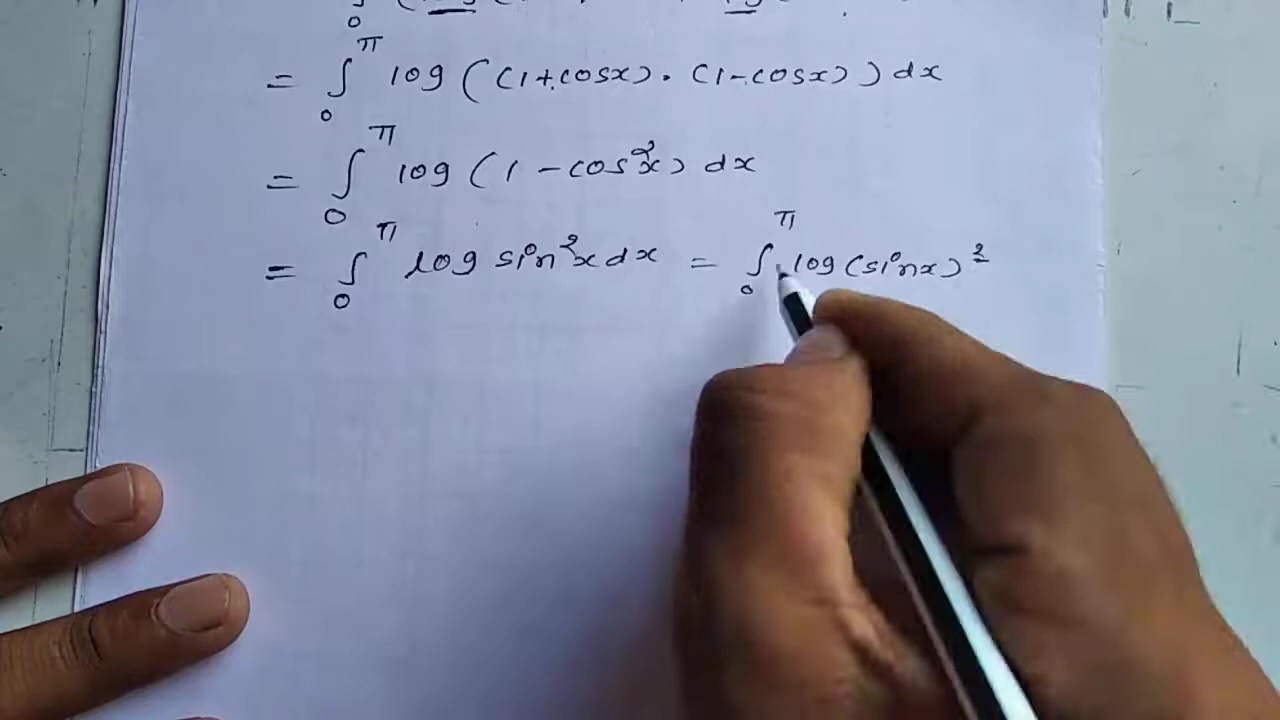 = ∫₀^π log ((1+cosx) . (1-cosx)) dx
= ∫₀^π log (1 - cos²x) dx
= ∫₀^π log sin²x dx = ∫₀^π log (sinx)²